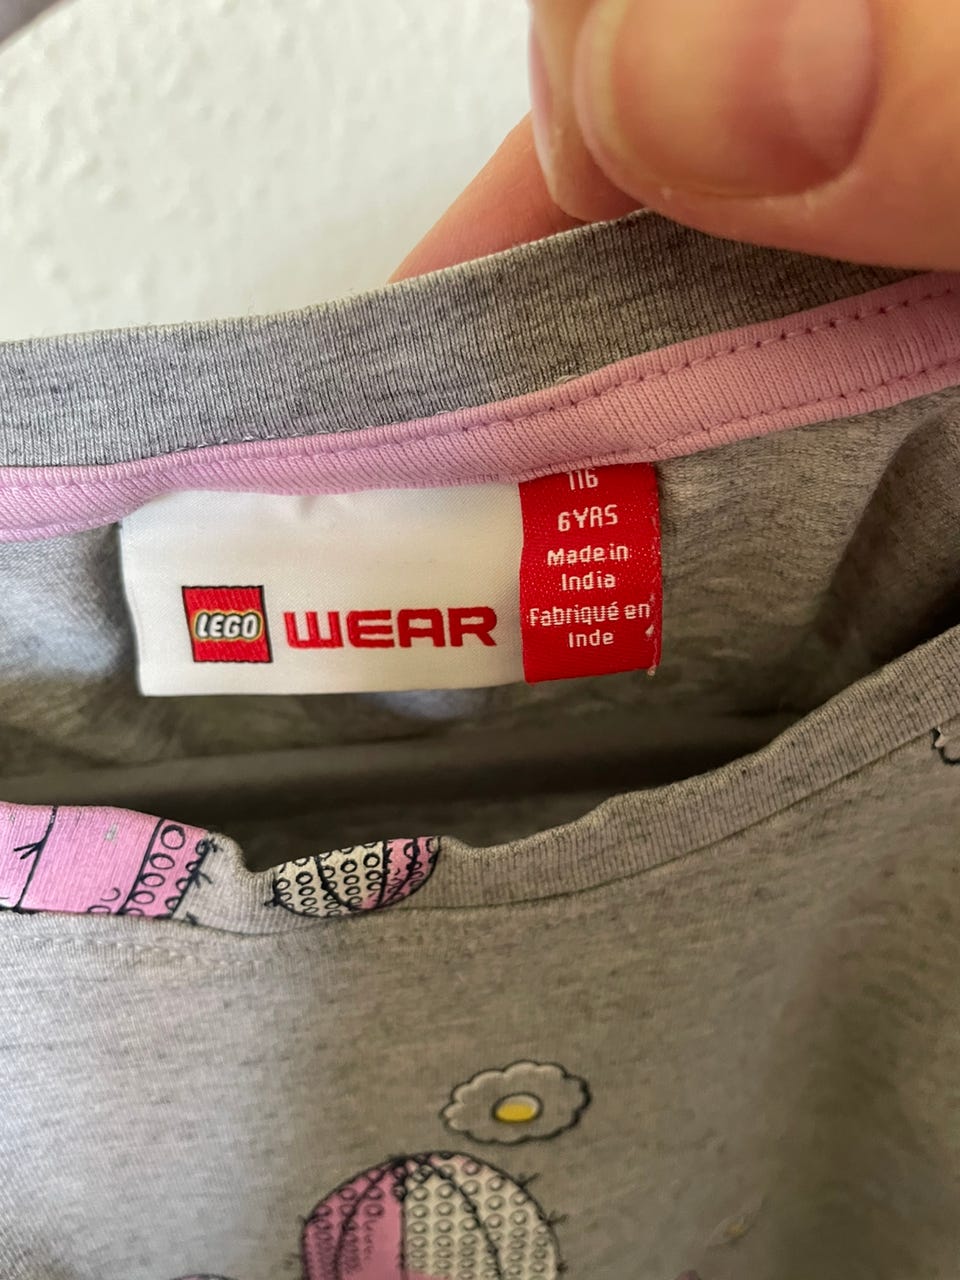 LEGO WEAR
116
6YRS
Made in
India
Fabriqué en
Inde